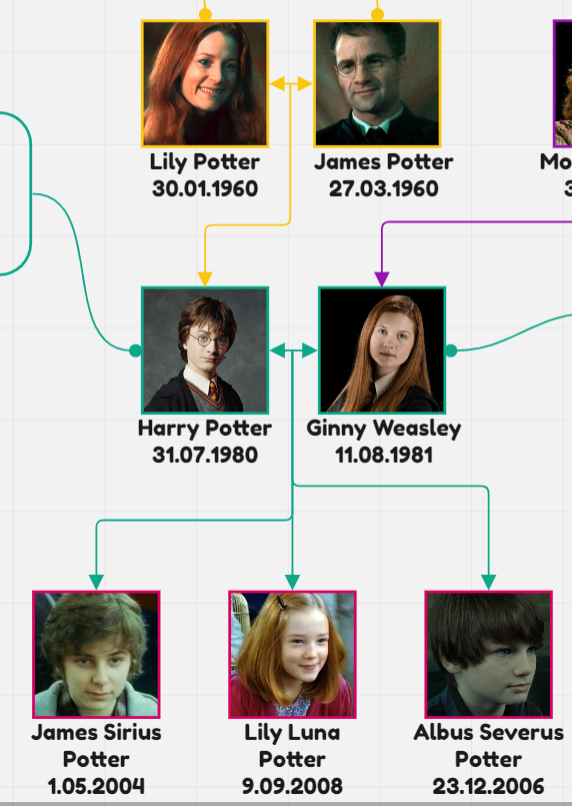 Lily Potter
30.01.1960
James Potter
27.03.1960
Mo
3
Harry Potter
31.07.1980
Ginny Weasley
11.08.1981
James Sirius
Potter
1.05.2004
Lily Luna
Potter
9.09.2008
Albus Severus
Potter
23.12.2006